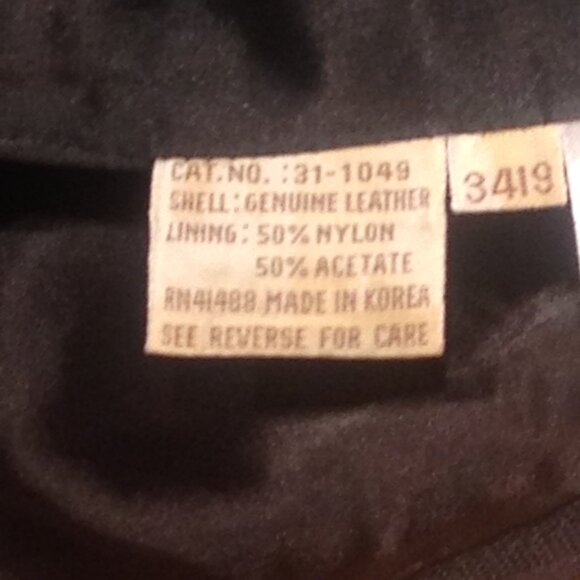 CAT.NO. :31-1049
SHELL:GENUINE LEATHER
LINING: 50% NYLON
50% ACETATE
RN41488 MADE IN KOREA
SEE REVERSE FOR CARE
3419